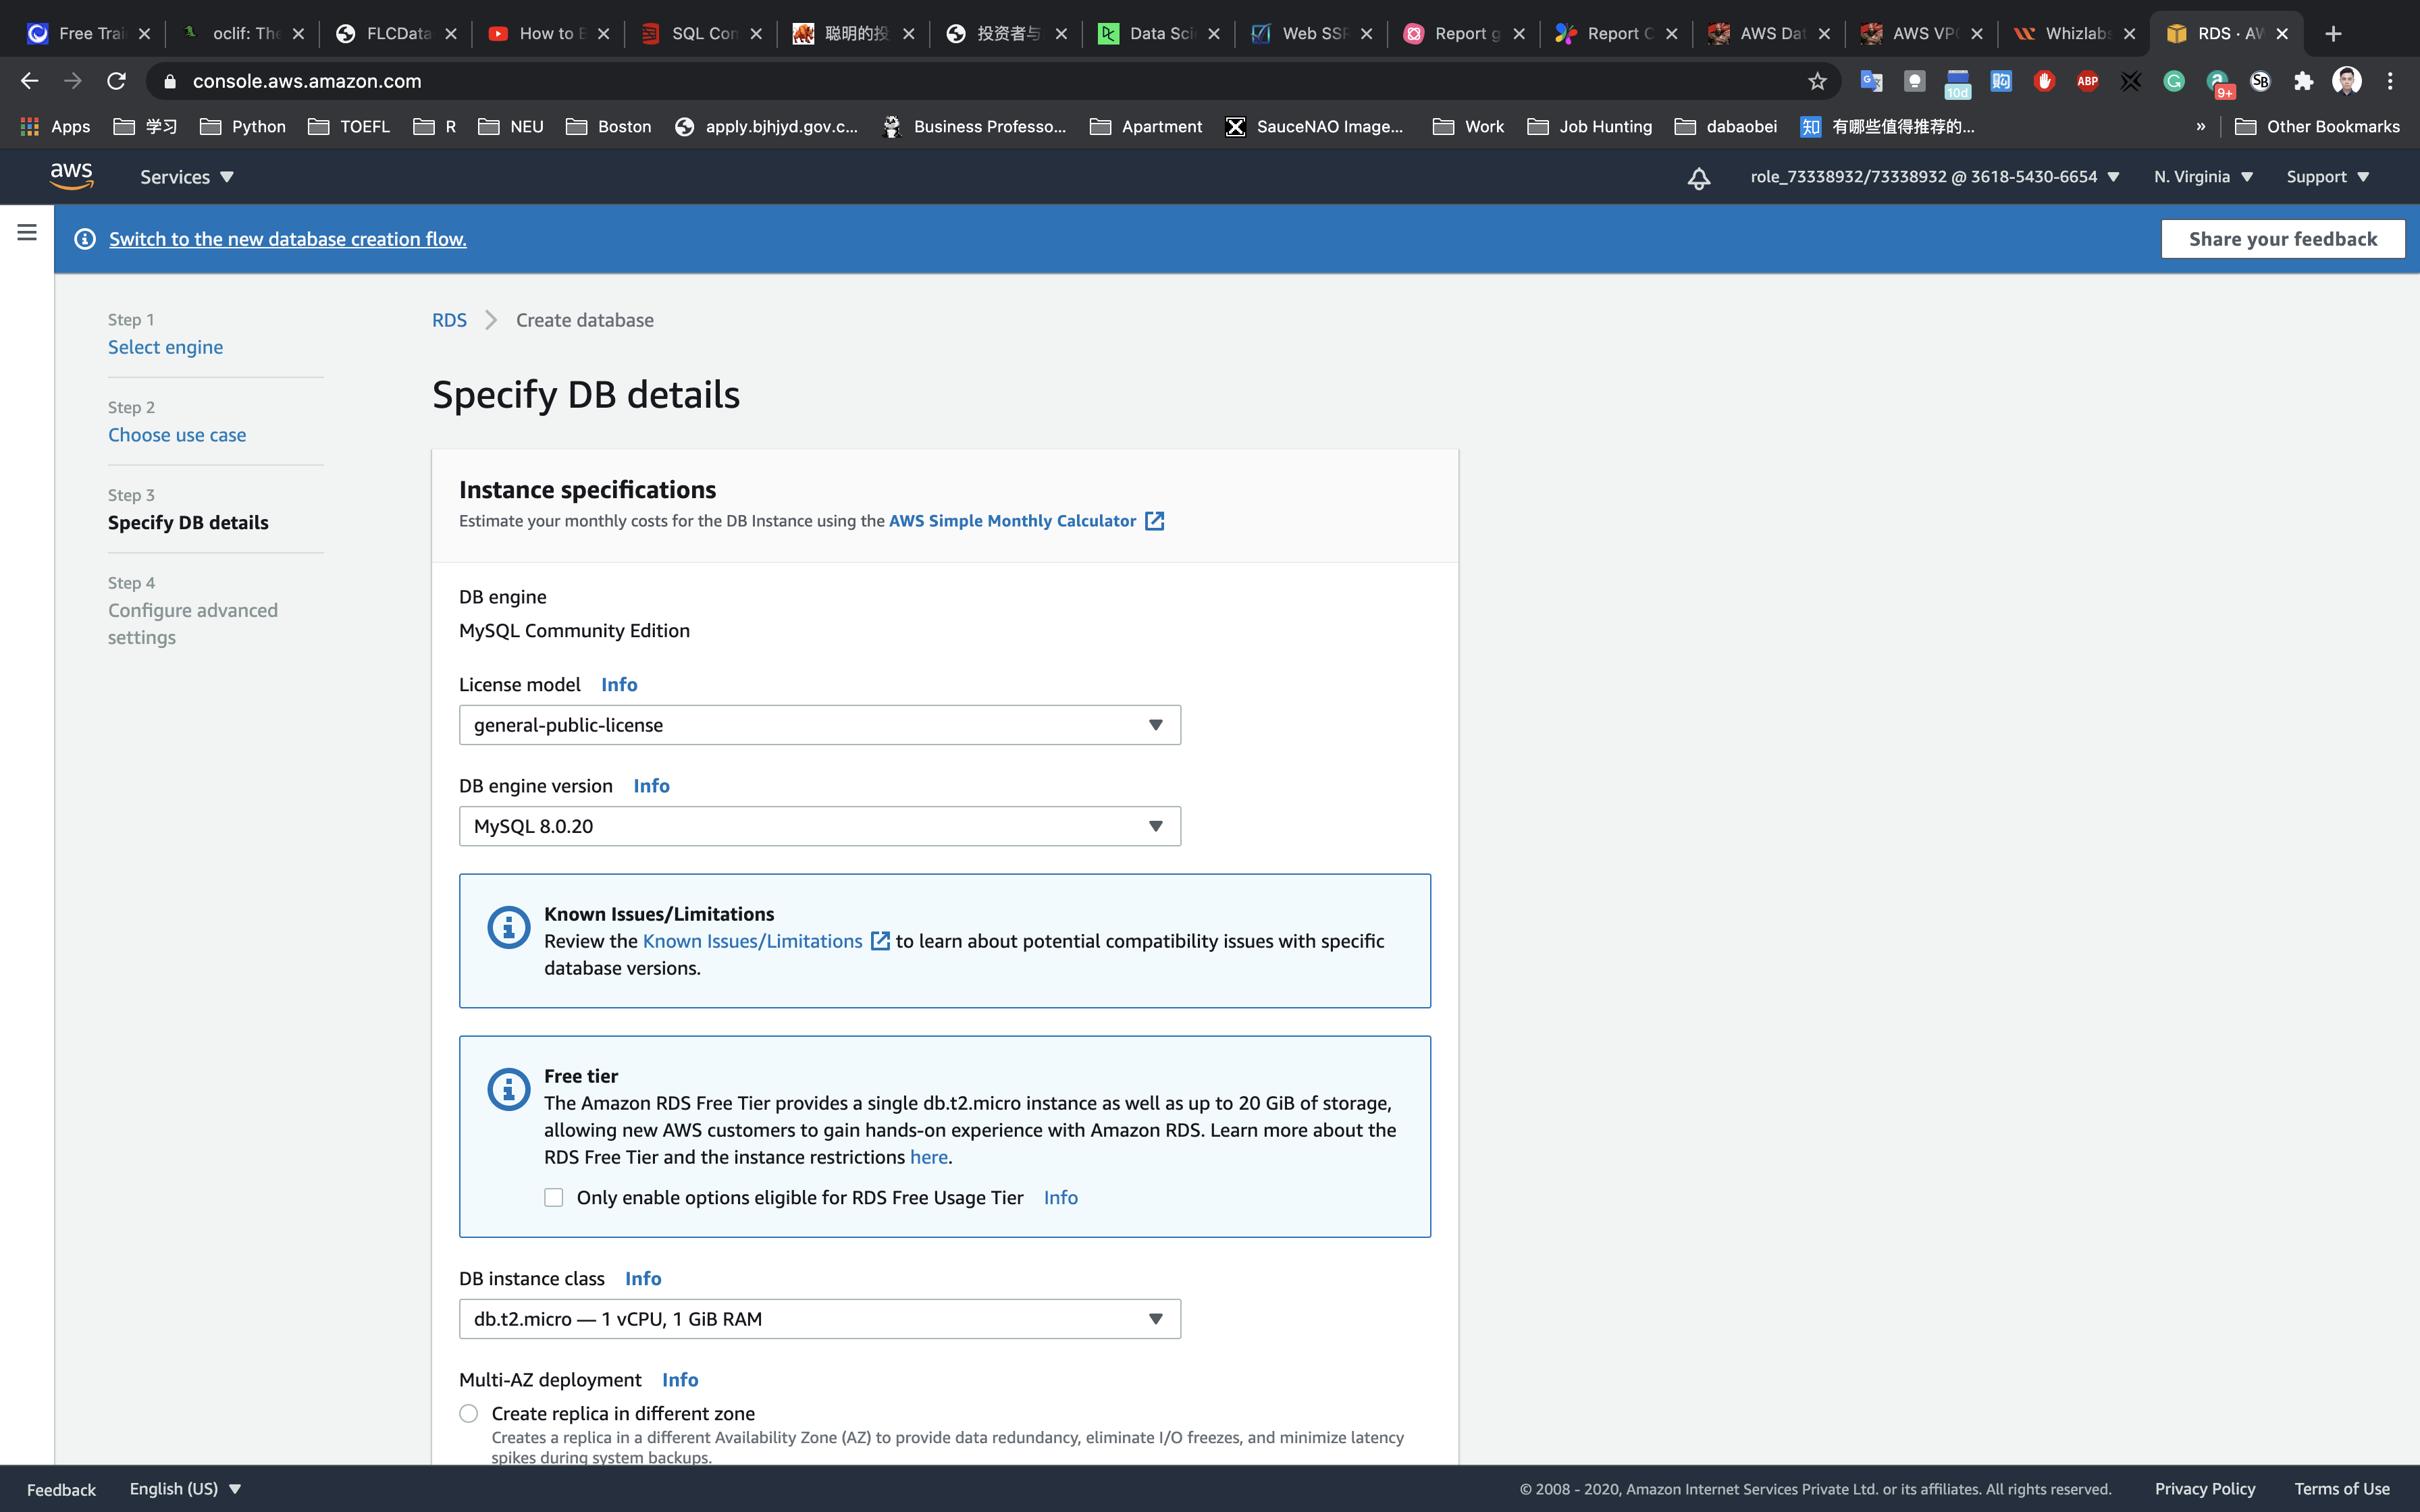 Free Trai
oclif: The
FLCData
How to B
SQL Con
聪明的投
投资者与
Data Sci
Web SSR
Report g
Report C
AWS Dat
AWS VPC
Whizlabs
RDS · AW
console.aws.amazon.com
10d
ABP
9+
SB
Apps
学习
Python
TOEFL
R
NEU
Boston
apply.bjhjyd.gov.c...
Business Professo...
Apartment
SauceNAO Image...
Work
Job Hunting
dabaobei
知 有哪些值得推荐的...
»
Other Bookmarks
aws
Services
role_73338932/73338932 @ 3618-5430-6654
N. Virginia
Support
Switch to the new database creation flow.
Share your feedback
Step 1
Select engine
Step 2
Choose use case
Step 3
Specify DB details
Step 4
Configure advanced
settings
RDS > Create database
Specify DB details
Instance specifications
Estimate your monthly costs for the DB Instance using the AWS Simple Monthly Calculator
DB engine
MySQL Community Edition
License model Info
general-public-license
DB engine version Info
MySQL 8.0.20
Known Issues/Limitations
Review the Known Issues/Limitations to learn about potential compatibility issues with specific
database versions.
Free tier
The Amazon RDS Free Tier provides a single db.t2.micro instance as well as up to 20 GiB of storage,
allowing new AWS customers to gain hands-on experience with Amazon RDS. Learn more about the
RDS Free Tier and the instance restrictions here.
Only enable options eligible for RDS Free Usage Tier Info
DB instance class Info
db.t2.micro — 1 vCPU, 1 GiB RAM
Multi-AZ deployment Info
Create replica in different zone
Creates a replica in a different Availability Zone (AZ) to provide data redundancy, eliminate I/O freezes, and minimize latency
spikes during system backups.
Feedback
English (US)
© 2008 - 2020, Amazon Internet Services Private Ltd. or its affiliates. All rights reserved.
Privacy Policy
Terms of Use